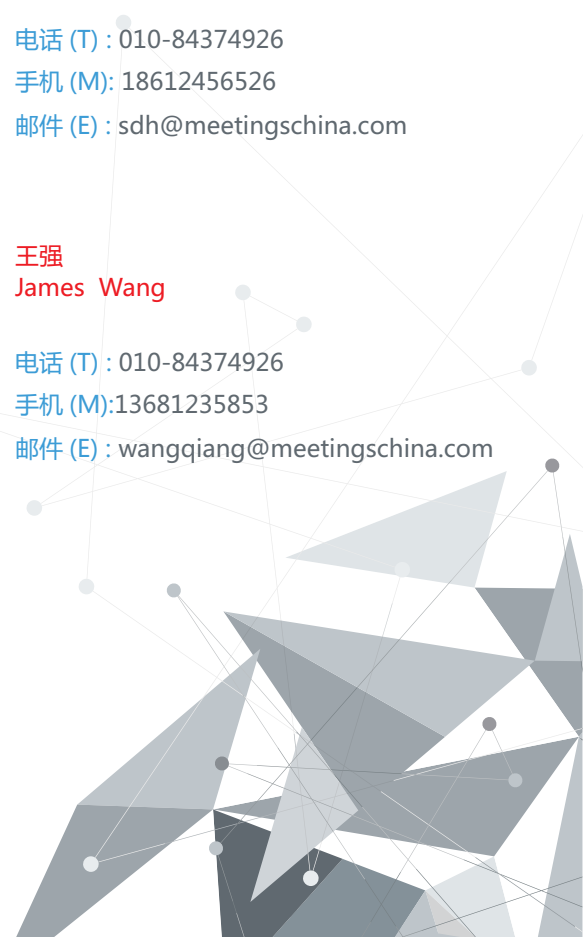 电话 (T) : 010-84374926
手机 (M): 18612456526
邮件 (E) : sdh@meetingschina.com
王强
James Wang
电话 (T) : 010-84374926
手机 (M):13681235853
邮件 (E) : wangqiang@meetingschina.com